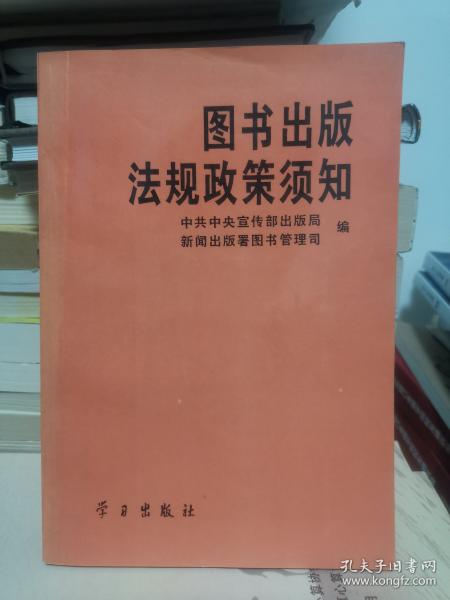 图书出版
法规政策须知
中共中央宣传部出版局
新闻出版署图书管理司
编
学习出版社
孔夫子旧书网
www.kongfz.com